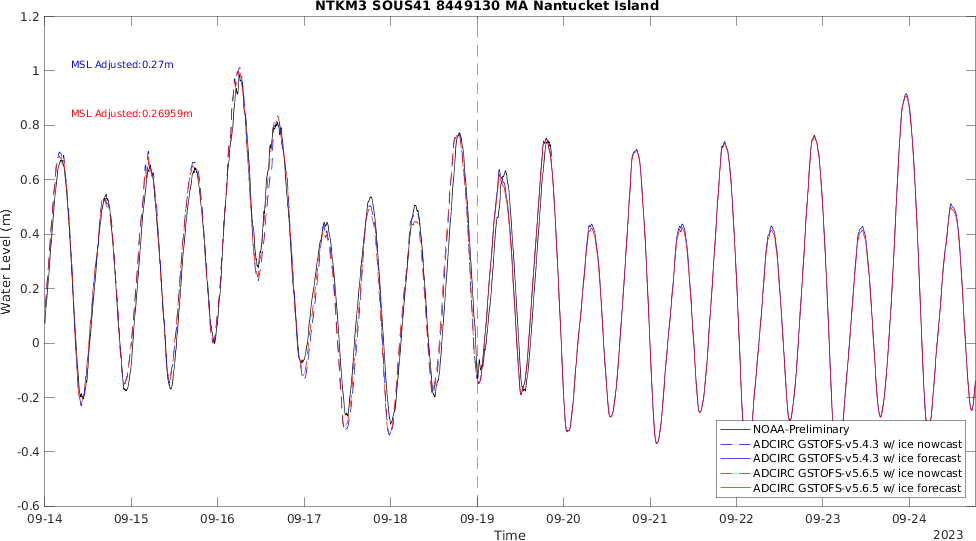 NTKM3 SOUS41 8449130 MA Nantucket Island
1.2
1
0.8
0.6
0.4
0.2
0
-0.2
-0.4
-0.6
Water Level (m)
MSL Adjusted:0.27m
MSL Adjusted:0.26959m
NOAA-Preliminary
ADCIRC GSTOFS-v5.4.3 w/ ice nowcast
ADCIRC GSTOFS-v5.4.3 w/ ice forecast
ADCIRC GSTOFS-v5.6.5 w/ ice nowcast
ADCIRC GSTOFS-v5.6.5 w/ ice forecast
09-14 09-15 09-16 09-17 09-18 09-19 09-20 09-21 09-22 09-23 09-24
Time
2023